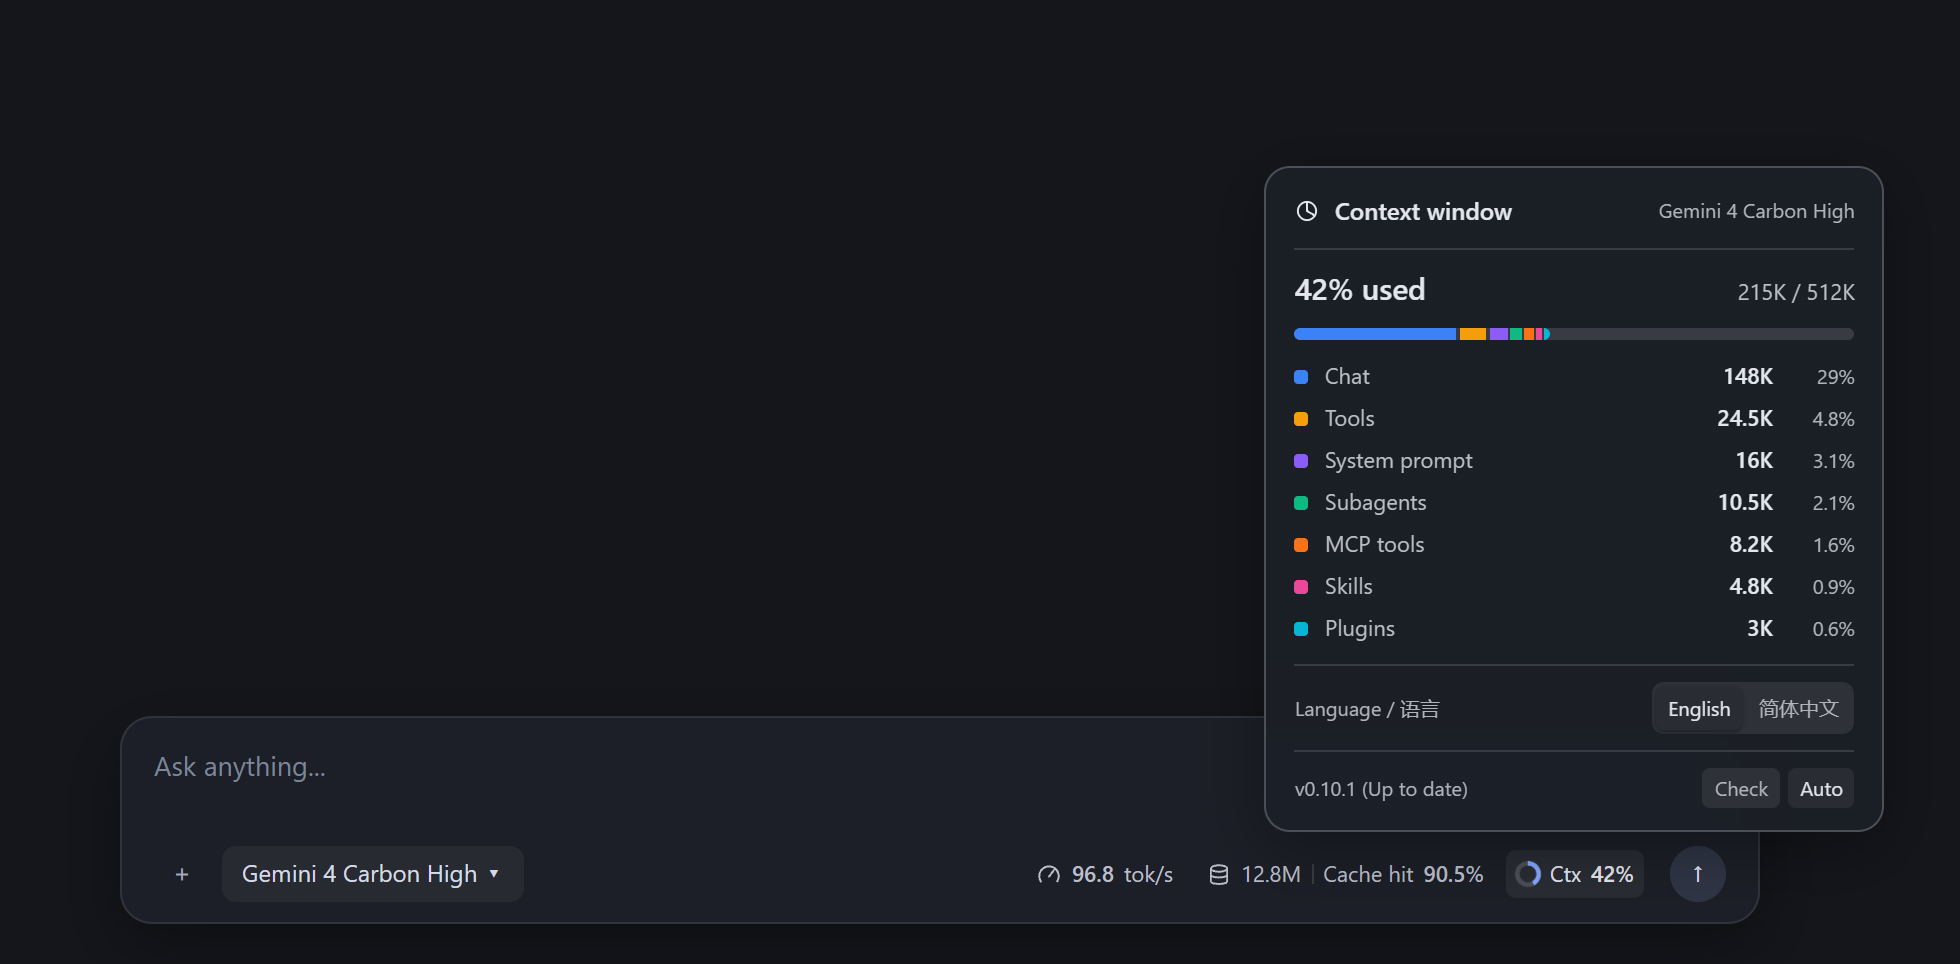 Context window Gemini 4 Carbon High
42% used 215K / 512K
Chat 148K 29%
Tools 24.5K 4.8%
System prompt 16K 3.1%
Subagents 10.5K 2.1%
MCP tools 8.2K 1.6%
Skills 4.8K 0.9%
Plugins 3K 0.6%
Language / 语言 English 简体中文
v0.10.1 (Up to date) Check Auto
Ask anything...
+ Gemini 4 Carbon High ▾ 96.8 tok/s 12.8M | Cache hit 90.5% Ctx 42% ↑